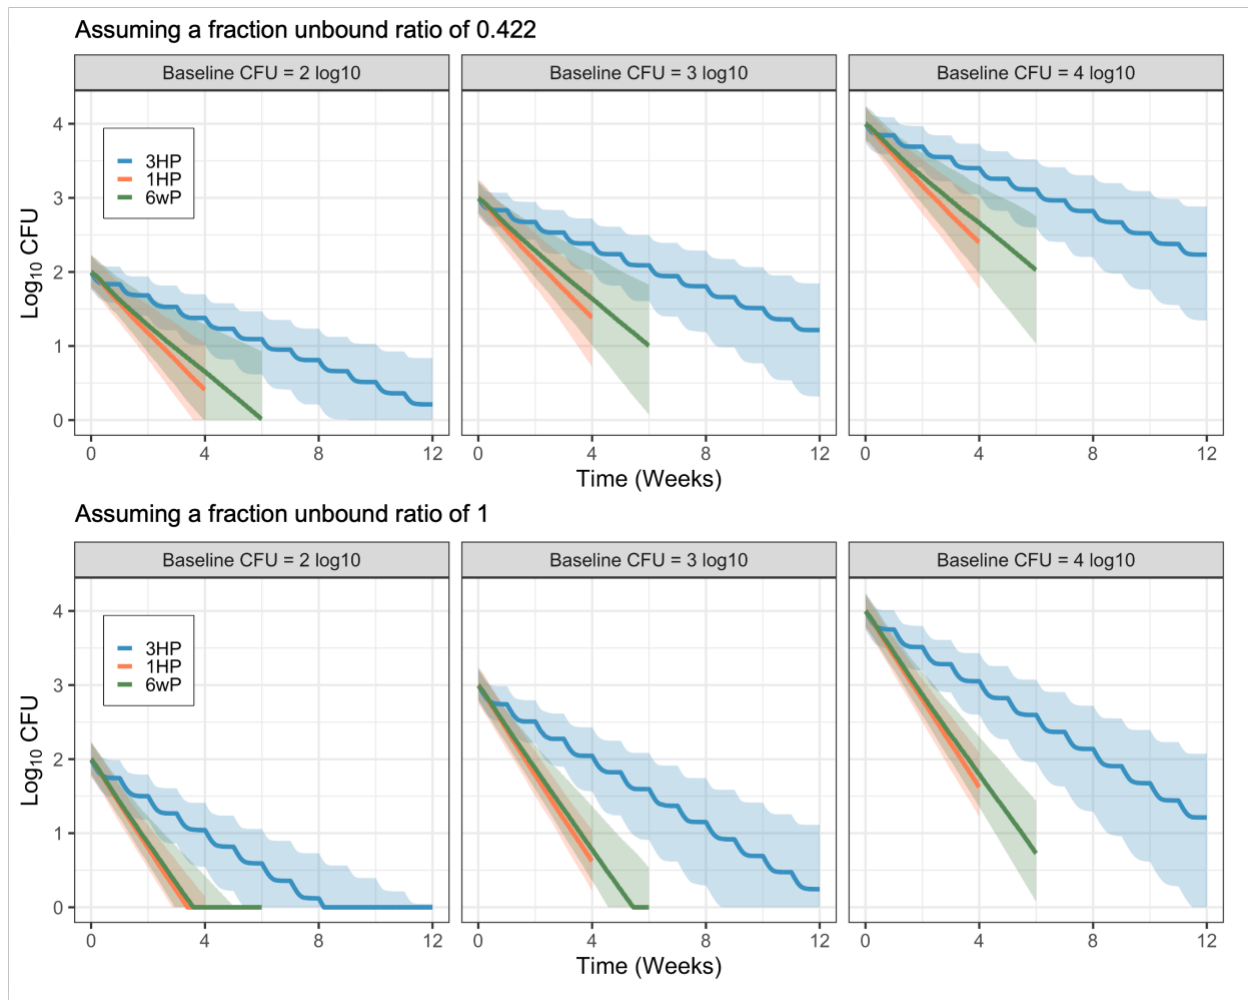 Assuming a fraction unbound ratio of 0.422
Baseline CFU = 2 log10
Baseline CFU = 3 log10
Baseline CFU = 4 log10
Log10 CFU
4
3
2
1
0
3HP
1HP
6wP
0 4 8 12
0 4 8 12
0 4 8 12
Time (Weeks)
Assuming a fraction unbound ratio of 1
Baseline CFU = 2 log10
Baseline CFU = 3 log10
Baseline CFU = 4 log10
Log10 CFU
4
3
2
1
0
3HP
1HP
6wP
0 4 8 12
0 4 8 12
0 4 8 12
Time (Weeks)